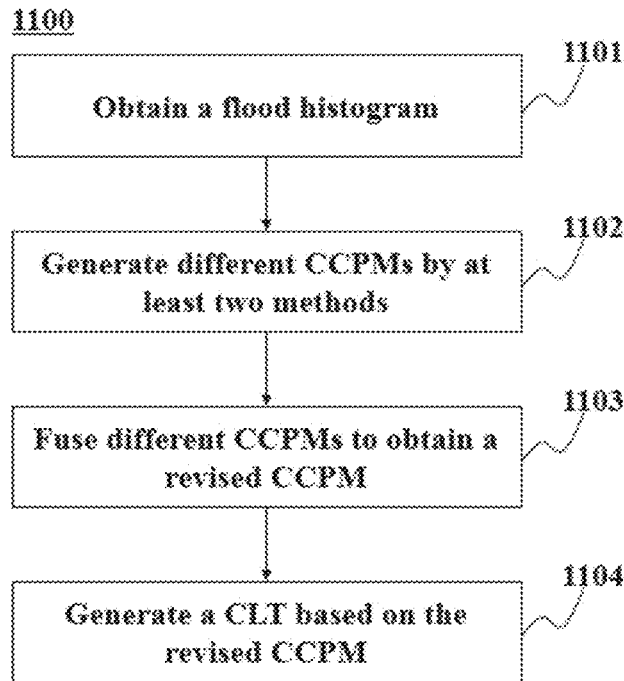 1100
1101
Obtain a flood histogram
1102
Generate different CCPMs by at
least two methods
1103
Fuse different CCPMs to obtain a
revised CCPM
1104
Generate a CLT based on the
revised CCPM